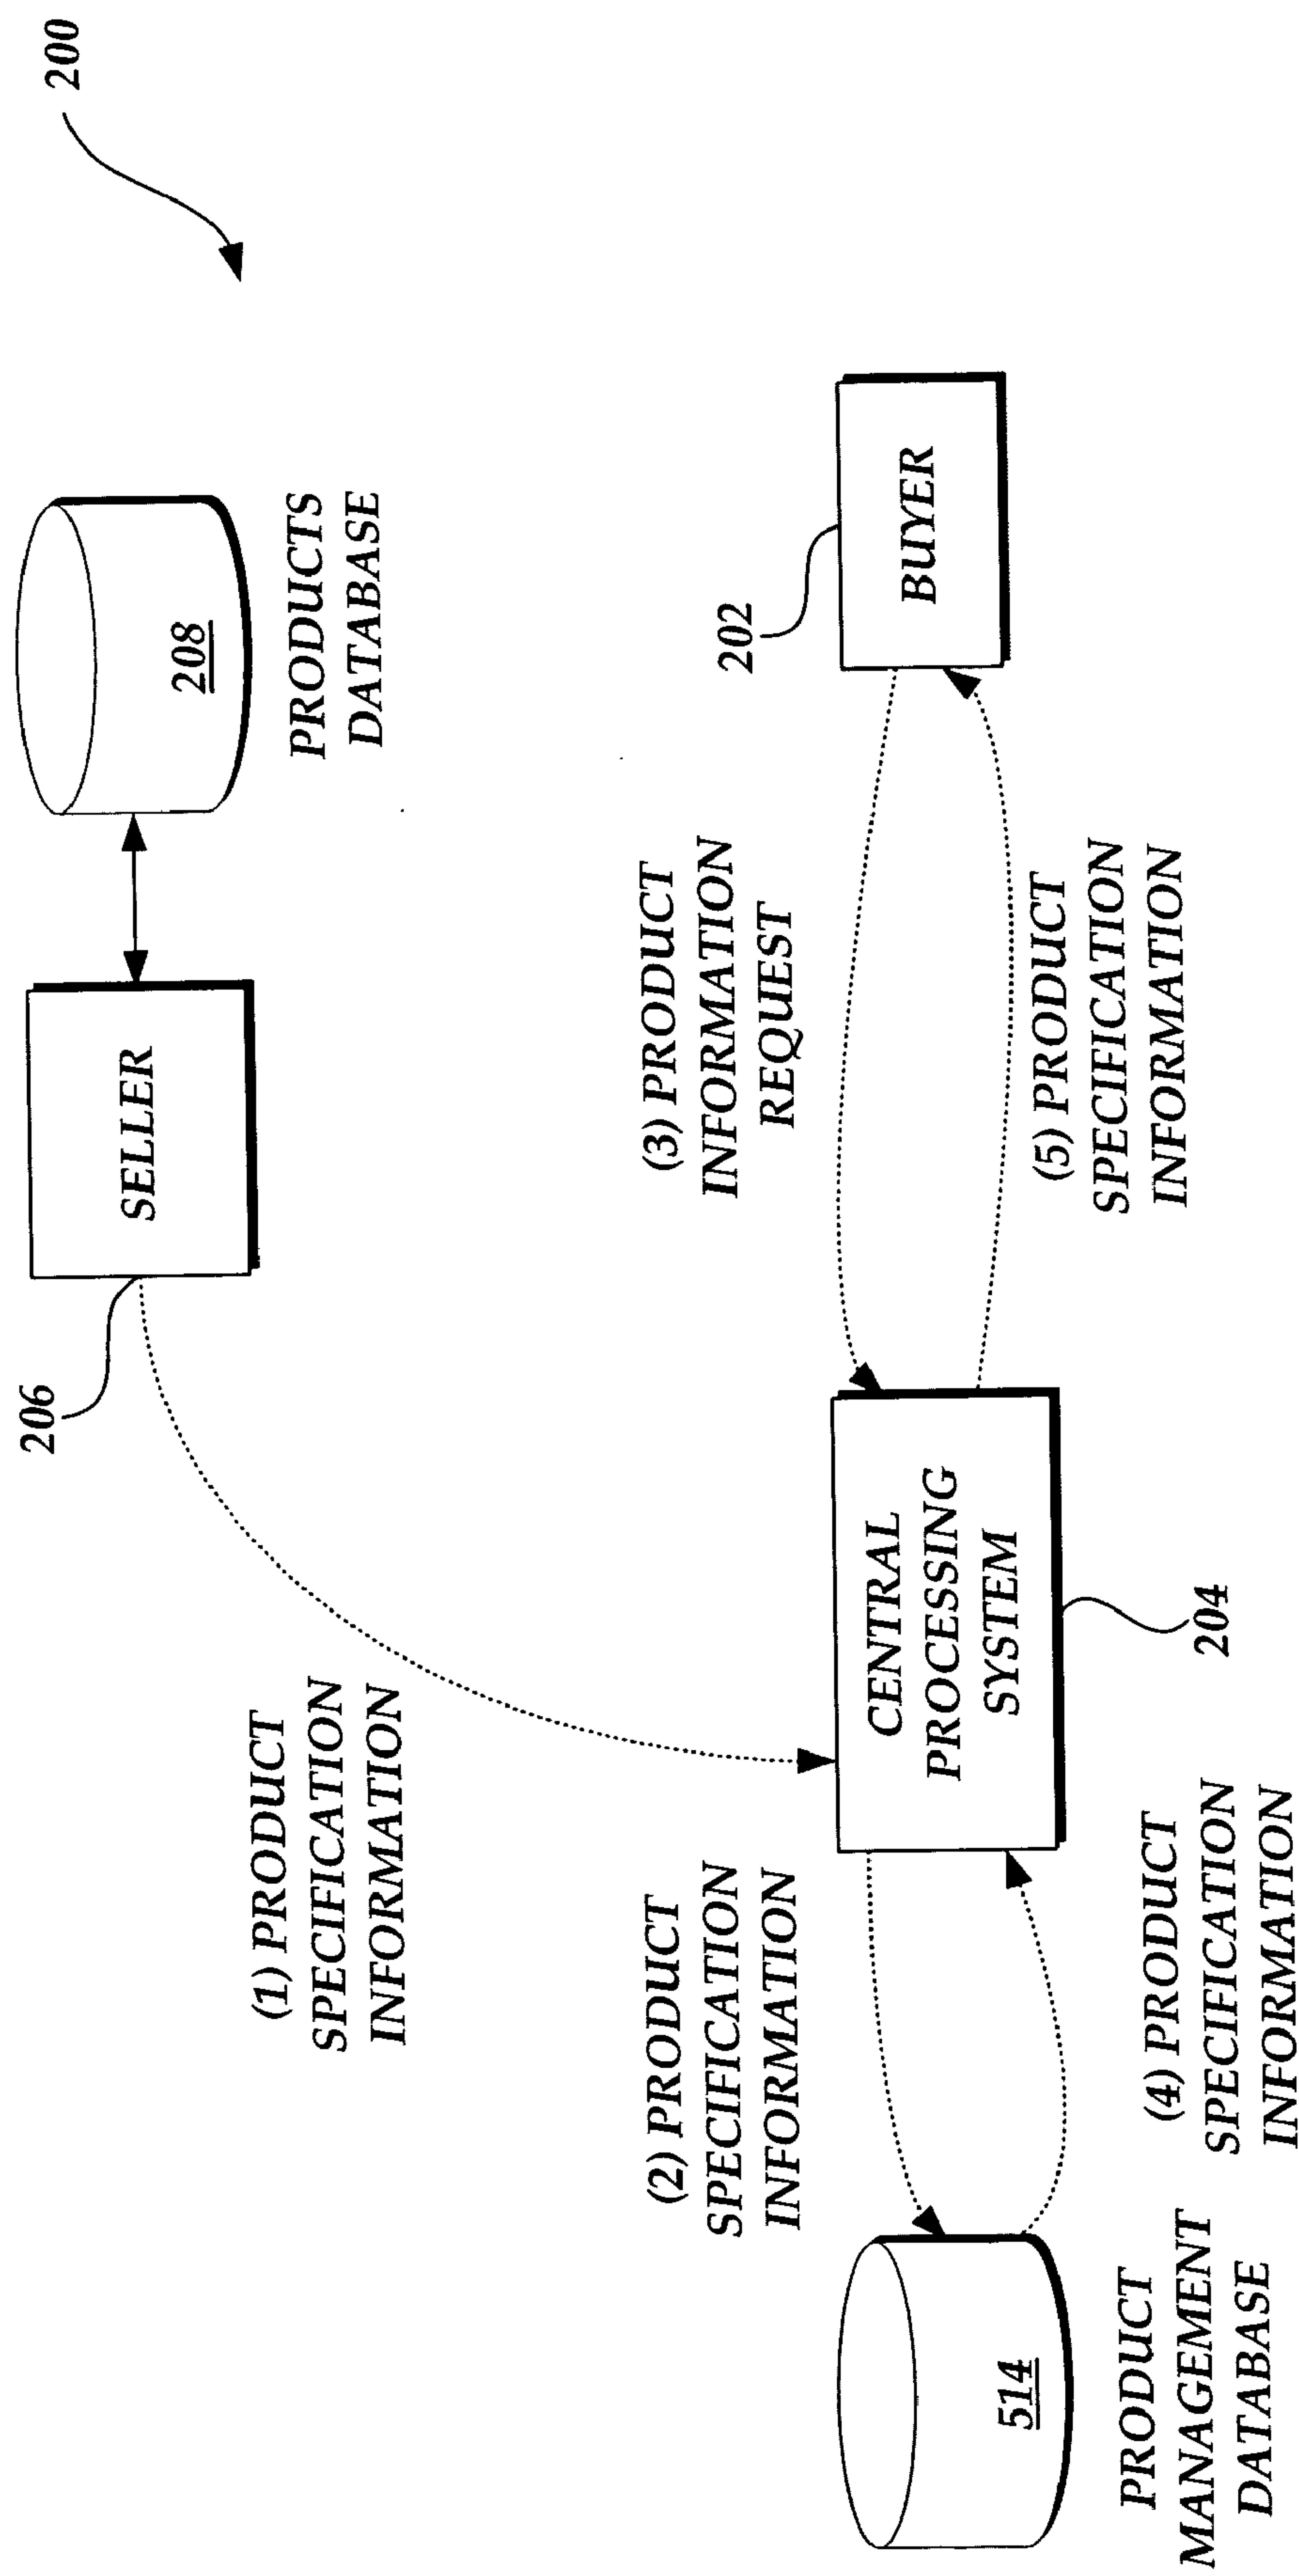 200
208
PRODUCTS
DATABASE
SELLER
206
(1) PRODUCT
SPECIFICATION
INFORMATION
202
BUYER
(3) PRODUCT
INFORMATION
REQUEST
(5) PRODUCT
SPECIFICATION
INFORMATION
CENTRAL
PROCESSING
SYSTEM
204
(2) PRODUCT
SPECIFICATION
INFORMATION
(4) PRODUCT
SPECIFICATION
INFORMATION
514
PRODUCT
MANAGEMENT
DATABASE